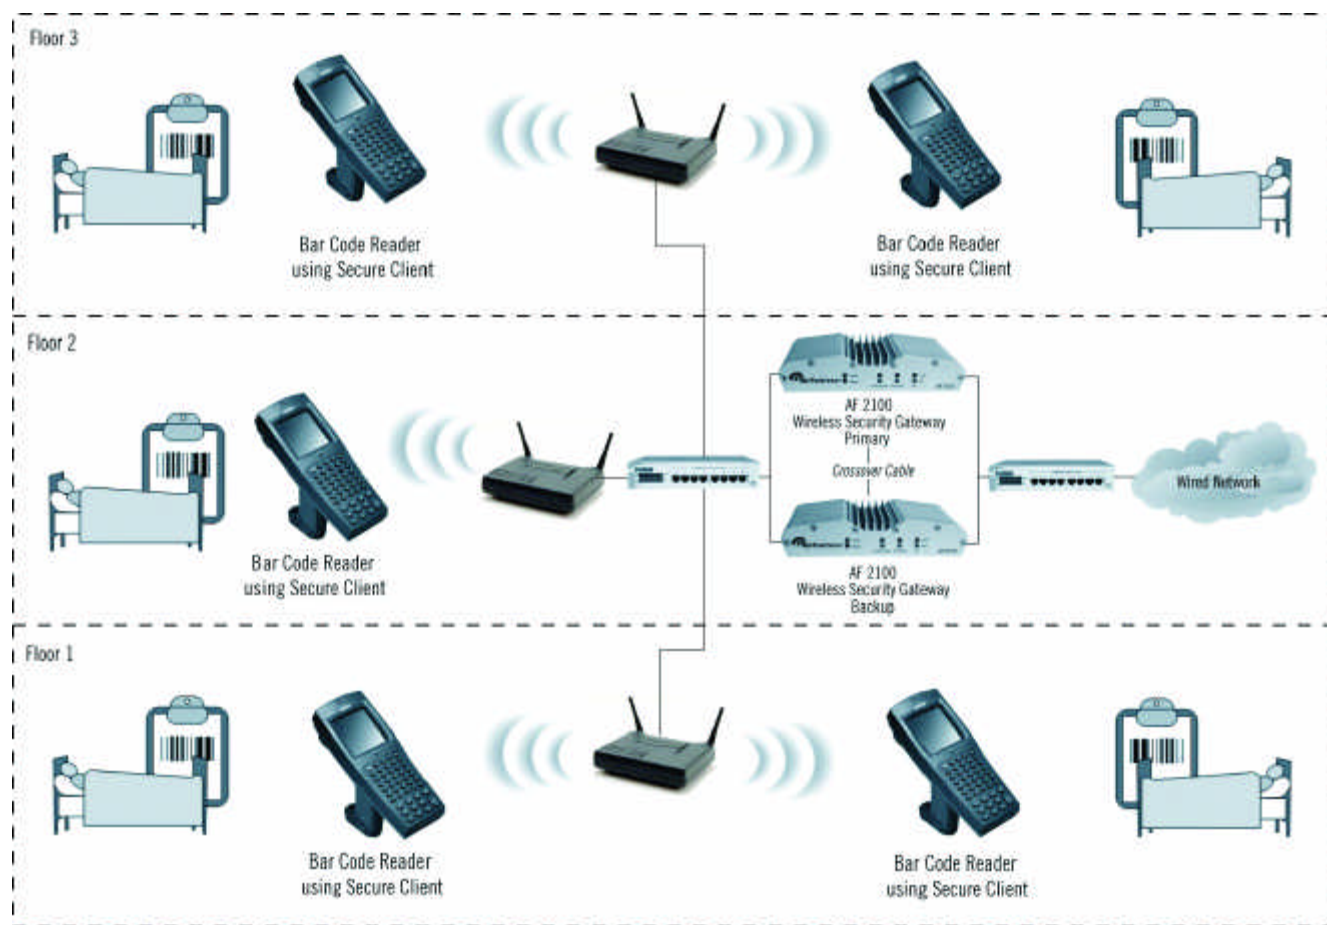 Floor 3
Bar Code Reader
using Secure Client
Bar Code Reader
using Secure Client
Floor 2
AF 2100
Wireless Security Gateway
Primary
Crossover Cable
Wired Network
AF 2100
Wireless Security Gateway
Backup
Bar Code Reader
using Secure Client
Floor 1
Bar Code Reader
using Secure Client
Bar Code Reader
using Secure Client